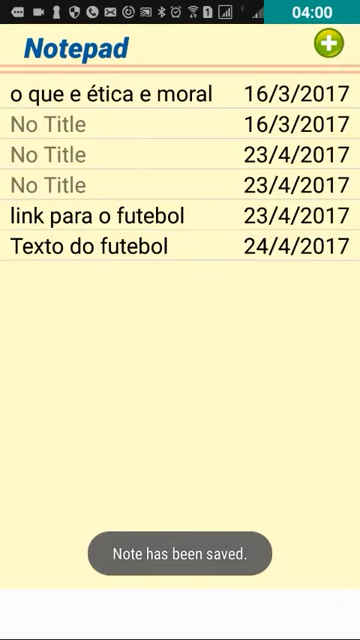 04:00
Notepad
o que e ética e moral 16/3/2017
No Title 16/3/2017
No Title 23/4/2017
No Title 23/4/2017
link para o futebol 23/4/2017
Texto do futebol 24/4/2017
Note has been saved.